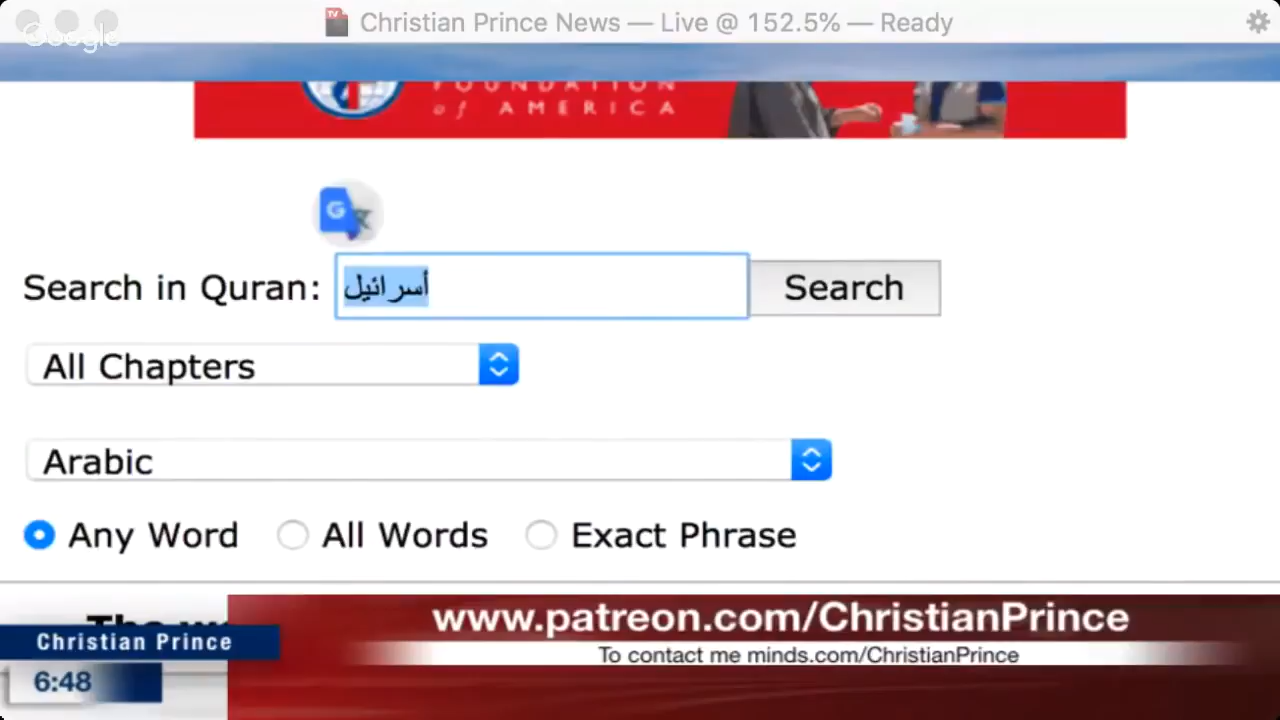 Christian Prince News — Live @ 152.5% — Ready
Google
FOUNDATION
of AMERICA
Search in Quran: أسرائيل Search
All Chapters
Arabic
Any Word All Words Exact Phrase
www.patreon.com/ChristianPrince
Christian Prince
To contact me minds.com/ChristianPrince
6:48